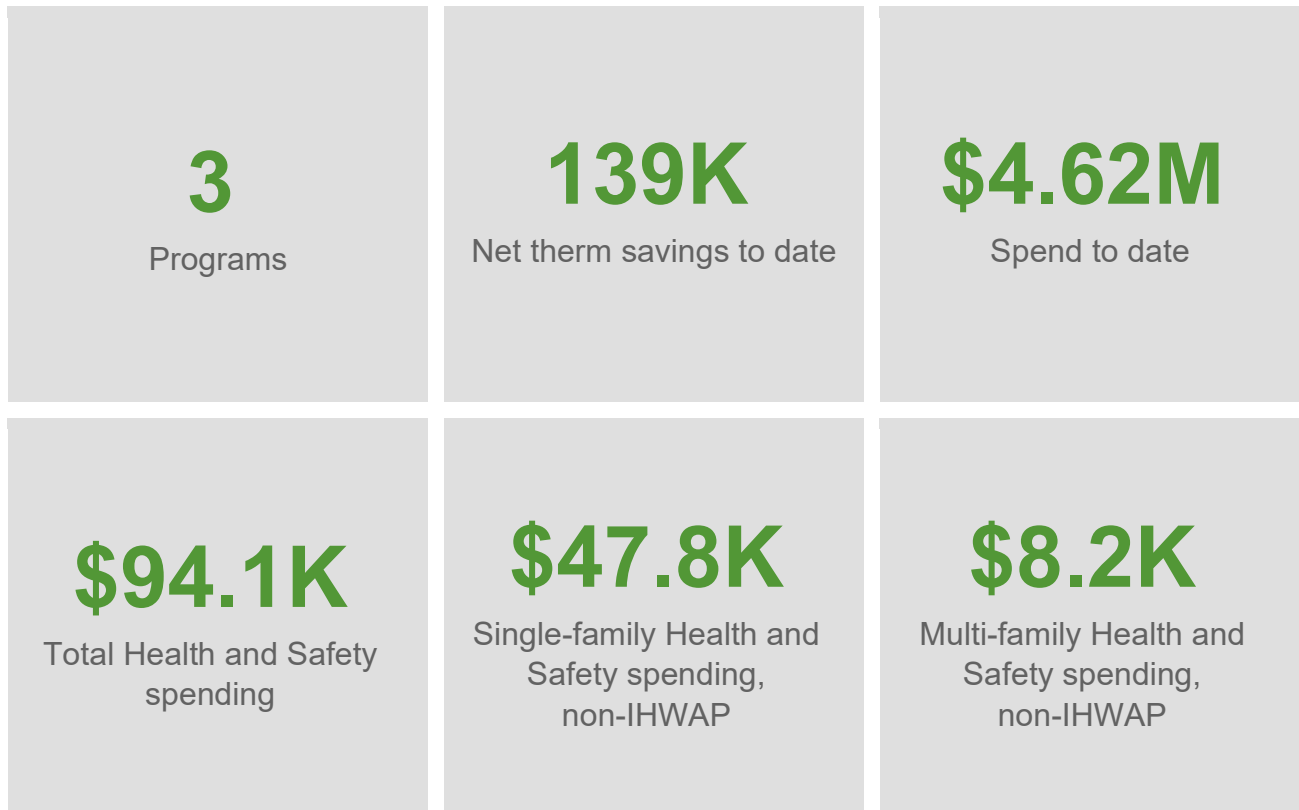 3
Programs
139K
Net therm savings to date
$4.62M
Spend to date
$94.1K
Total Health and Safety
spending
$47.8K
Single-family Health and
Safety spending,
non-IHWAP
$8.2K
Multi-family Health and
Safety spending,
non-IHWAP